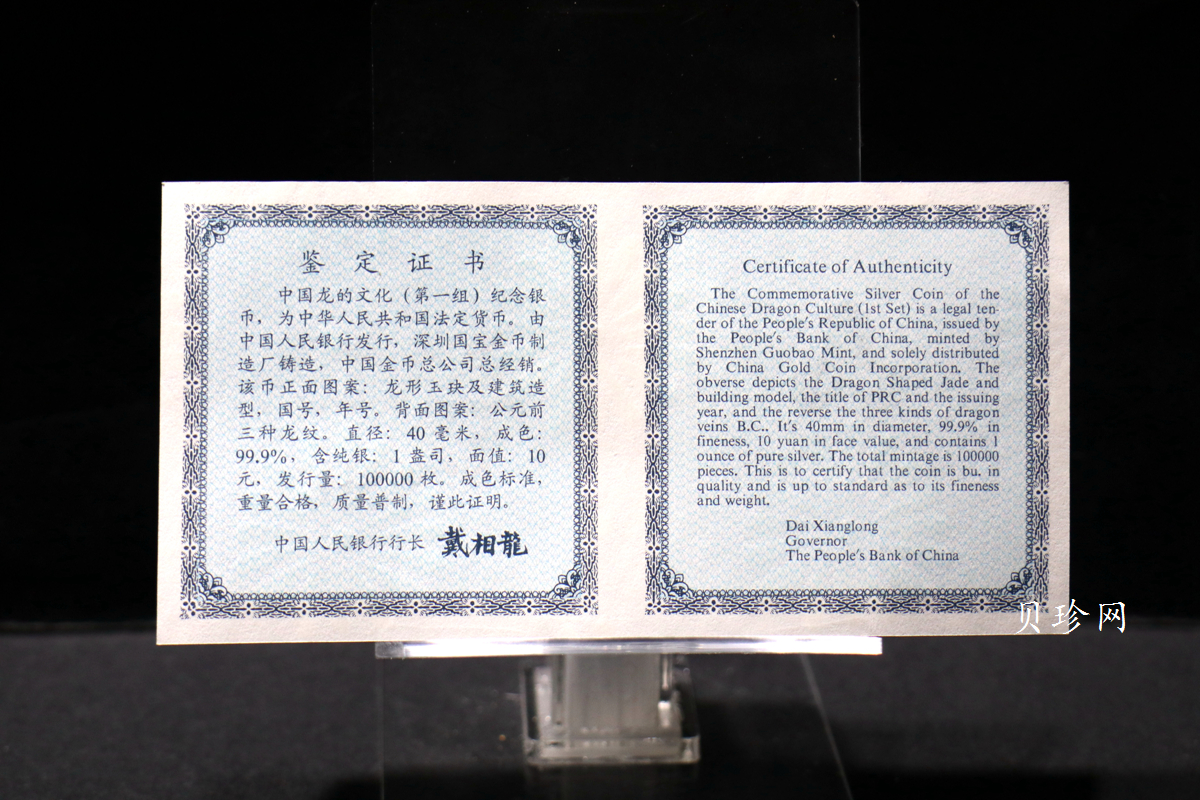 鉴 定 证 书
中国龙的文化（第一组）纪念银
币，为中华人民共和国法定货币。由
中国人民银行发行，深圳国宝金币制
造厂铸造，中国金币总公司总经销。
该币正面图案：龙形玉玦及建筑造
型，国号，年号。背面图案：公元前
三种龙纹。直径：40 毫米，成色：
99.9%，含纯银：1 盎司，面值：10
元，发行量：100000 枚。成色标准，
重量合格，质量普制，谨此证明。
中国人民银行行长 戴相龍
Certificate of Authenticity
The Commemorative Silver Coin of the
Chinese Dragon Culture (1st Set) is a legal ten-
der of the People's Republic of China, issued by
the People's Bank of China, minted by
Shenzhen Guobao Mint, and solely distributed
by China Gold Coin Incorporation. The
obverse depicts the Dragon Shaped Jade and
building model, the title of PRC and the issuing
year, and the reverse the three kinds of dragon
veins B.C.. It's 40mm in diameter, 99.9% in
fineness, 10 yuan in face value, and contains 1
ounce of pure silver. The total mintage is 100000
pieces. This is to certify that the coin is bu. in
quality and is up to standard as to its fineness
and weight.
Dai Xianglong
Governor
The People's Bank of China
贝珍网